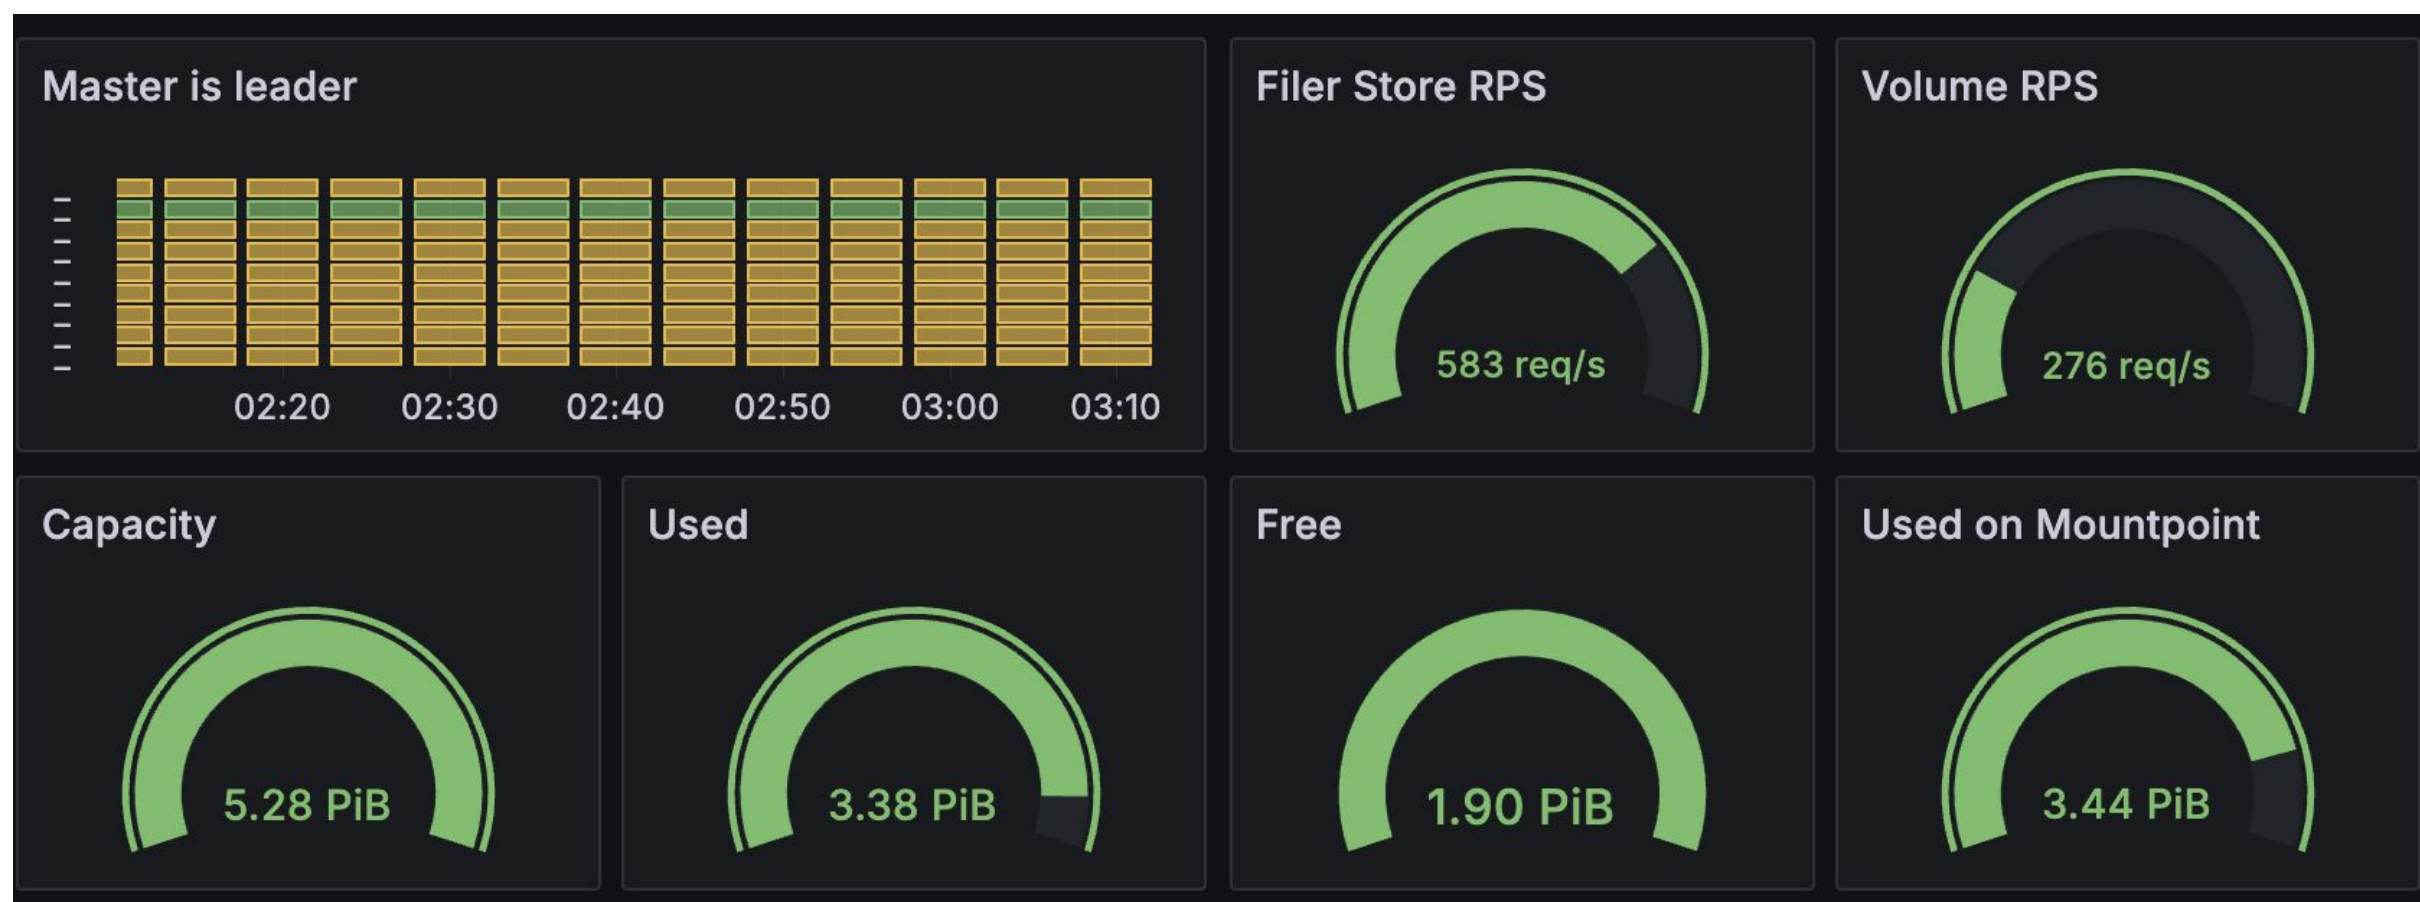 Master is leader
02:20 02:30 02:40 02:50 03:00 03:10
Filer Store RPS
583 req/s
Volume RPS
276 req/s
Capacity
5.28 PiB
Used
3.38 PiB
Free
1.90 PiB
Used on Mountpoint
3.44 PiB